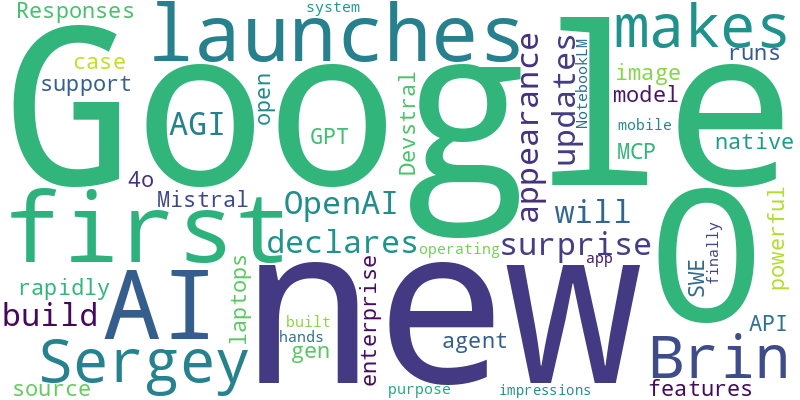 Responses
system
launches
makes
case
support
open
Google
AGI
GPT
Devstral
appearance
updates
NotebookLM
image
runs
model
mobile
native
MCP
4o
Mistral
OpenAI
will
first
declares
operating
surprise
app
O
SWE
finally
powerful
rapidly
build
AI
laptops
new
enterprise
built
hands
gen
agent
API
Sergey
Brin
source
purpose
impressions
features